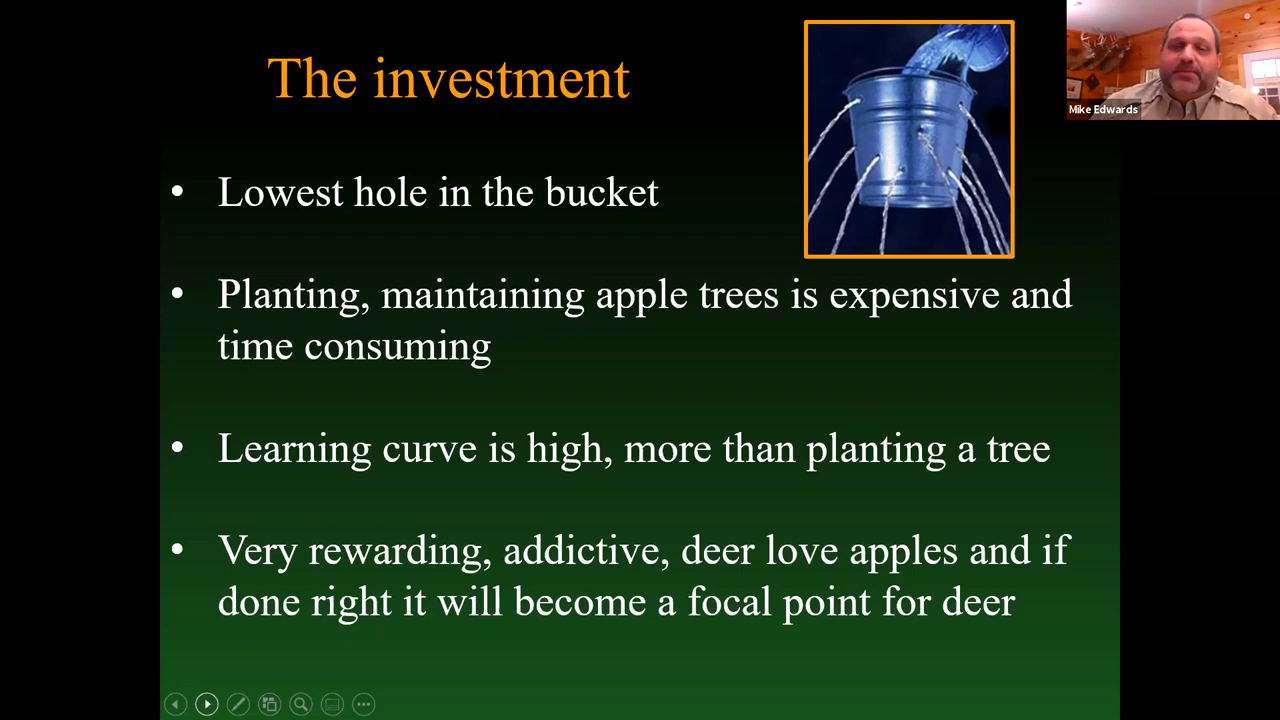 The investment
Mike Edwards
• Lowest hole in the bucket
• Planting, maintaining apple trees is expensive and
time consuming
• Learning curve is high, more than planting a tree
• Very rewarding, addictive, deer love apples and if
done right it will become a focal point for deer